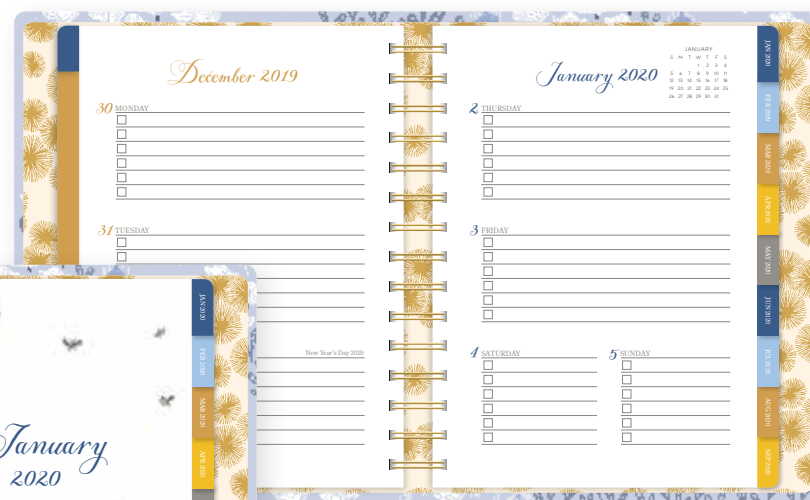 December 2019
30 MONDAY
31 TUESDAY
New Year's Day 2020
January 2020
JANUARY
S M T W T F S
1 2 3 4
5 6 7 8 9 10 11
12 13 14 15 16 17 18
19 20 21 22 23 24 25
26 27 28 29 30 31
2 THURSDAY
3 FRIDAY
4 SATURDAY
5 SUNDAY
JAN 2020
FEB 2020
MAR 2020
APR 2020
MAY 2020
JUN 2020
JUL 2020
AUG 2020
SEP 2020
JAN 2020
FEB 2020
MAR 2020
APR 2020
January
2020